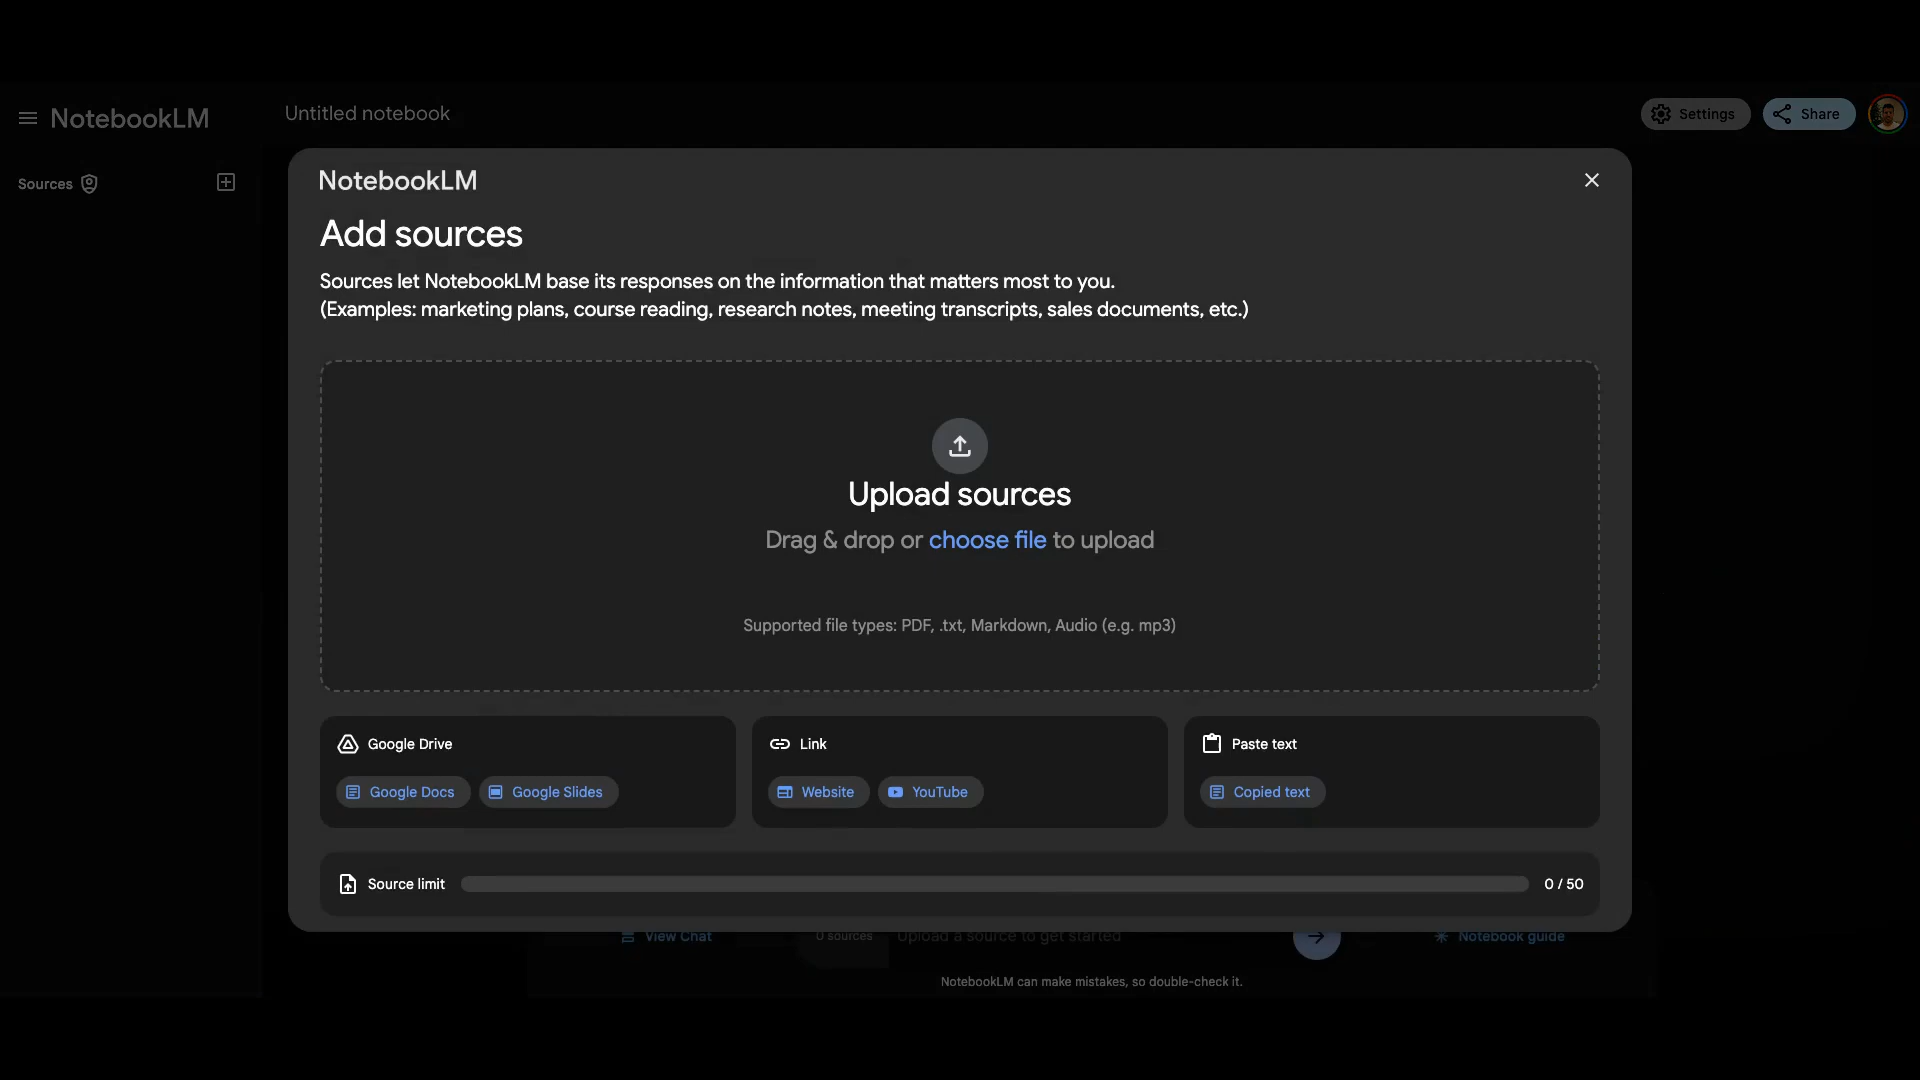 NotebookLM
Untitled notebook
Settings
Share
Sources
NotebookLM
Add sources
Sources let NotebookLM base its responses on the information that matters most to you.
(Examples: marketing plans, course reading, research notes, meeting transcripts, sales documents, etc.)
Upload sources
Drag & drop or choose file to upload
Supported file types: PDF, .txt, Markdown, Audio (e.g. mp3)
Google Drive
Google Docs
Google Slides
Link
Website
YouTube
Paste text
Copied text
Source limit
0 / 50
View Chat
0 sources
Upload a source to get started
Notebook guide
NotebookLM can make mistakes, so double-check it.